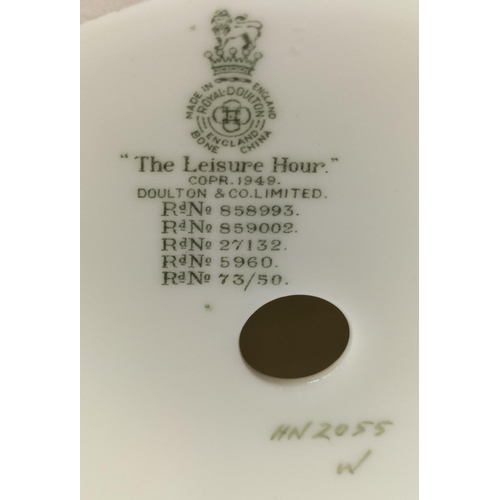 MADE IN ENGLAND
ROYAL·DOULTON
ENGLAND
BONE CHINA
"The Leisure Hour."
COPR.1949.
DOULTON & CO.LIMITED.
RdNo 858993.
RdNo 859002.
RdNo 27132.
RdNo 5960.
RdNo 73/50.
HN2055
W